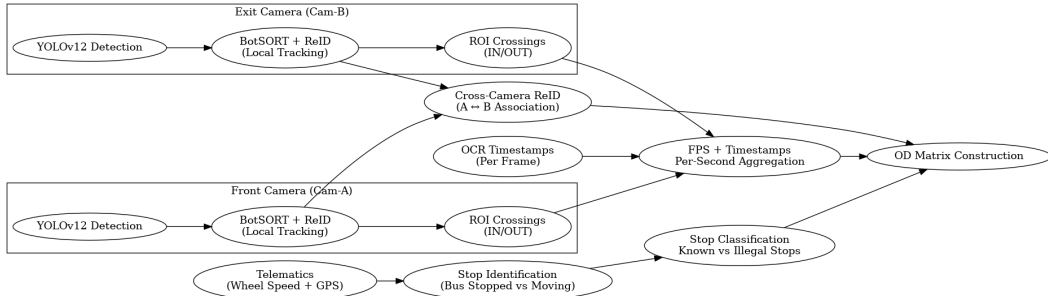 Exit Camera (Cam-B)
YOLOv12 Detection
BotSORT + ReID
(Local Tracking)
ROI Crossings
(IN/OUT)
Cross-Camera ReID
(A ↔ B Association)
OCR Timestamps
(Per Frame)
FPS + Timestamps
Per-Second Aggregation
OD Matrix Construction
Front Camera (Cam-A)
YOLOv12 Detection
BotSORT + ReID
(Local Tracking)
ROI Crossings
(IN/OUT)
Stop Classification
Known vs Illegal Stops
Telematics
(Wheel Speed + GPS)
Stop Identification
(Bus Stopped vs Moving)